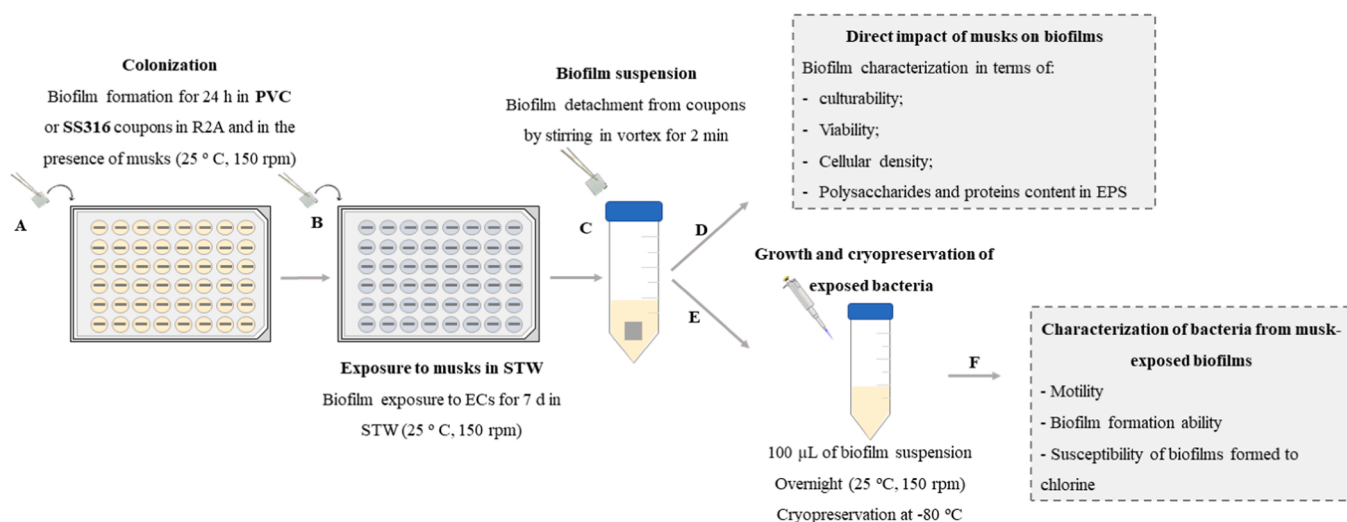 Colonization
Biofilm formation for 24 h in PVC
or SS316 coupons in R2A and in the
presence of musks (25 º C, 150 rpm)
A
B
Exposure to musks in STW
Biofilm exposure to ECs for 7 d in
STW (25 º C, 150 rpm)
Biofilm suspension
Biofilm detachment from coupons
by stirring in vortex for 2 min
C
D
E
Direct impact of musks on biofilms
Biofilm characterization in terms of:
- culturability;
- Viability;
- Cellular density;
- Polysaccharides and proteins content in EPS
Growth and cryopreservation of
exposed bacteria
100 µL of biofilm suspension
Overnight (25 ºC, 150 rpm)
Cryopreservation at -80 ºC
F
Characterization of bacteria from musk-
exposed biofilms
- Motility
- Biofilm formation ability
- Susceptibility of biofilms formed to
chlorine